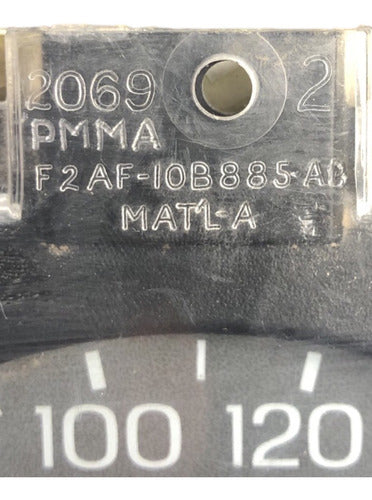 2069 2
PMMA
F2AF-10B885-AB
MAT'L-A
100 120